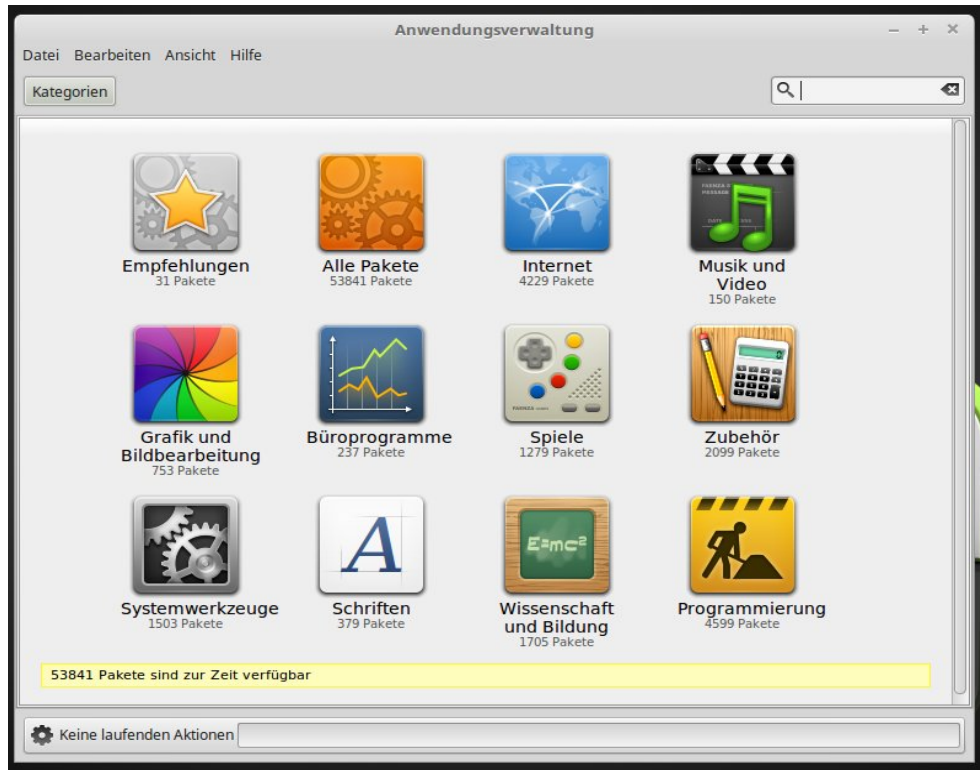 Anwendungsverwaltung
Datei Bearbeiten Ansicht Hilfe
Kategorien
Empfehlungen
31 Pakete
Alle Pakete
53841 Pakete
Internet
4229 Pakete
Musik und
Video
150 Pakete
Grafik und
Bildbearbeitung
753 Pakete
Büroprogramme
237 Pakete
Spiele
1279 Pakete
Zubehör
2099 Pakete
Systemwerkzeuge
1503 Pakete
A
Schriften
379 Pakete
E=mc²
Wissenschaft
und Bildung
1705 Pakete
Programmierung
4599 Pakete
53841 Pakete sind zur Zeit verfügbar
Keine laufenden Aktionen